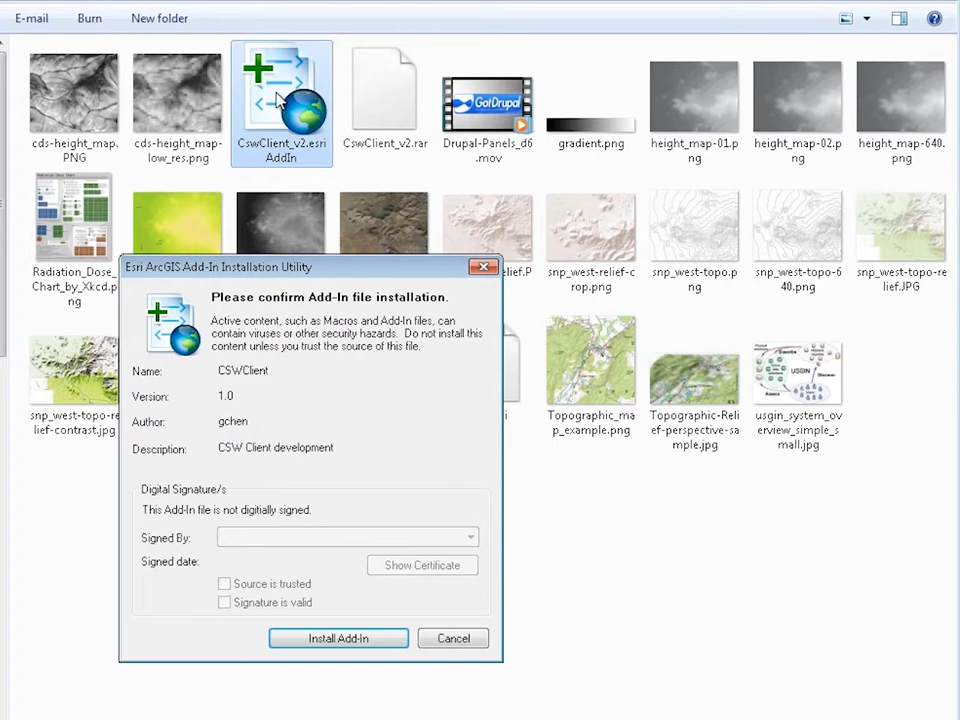 E-mail Burn New folder
cds-height_map.
PNG
cds-height_map-
low_res.png
CswClient_v2.esri
AddIn
CswClient_v2.rar
GotDrupal
Drupal-Panels_d6
.mov
gradient.png
height_map-01.p
ng
height_map-02.p
ng
height_map-640.
png
Radiation_Dose_
Chart_by_Xkcd.p
ng
elief.P
snp_west-relief-c
rop.png
snp_west-topo.p
ng
snp_west-topo-6
40.png
snp_west-topo-re
lief.JPG
snp_west-topo-re
lief-contrast.jpg
i
Topographic_ma
p_example.png
Topographic-Reli
ef-perspective-sa
mple.jpg
USGIN
usgin_system_ov
erview_simple_s
mall.jpg
Esri ArcGIS Add-In Installation Utility
Please confirm Add-In file installation.
Active content, such as Macros and Add-In files, can
contain viruses or other security hazards. Do not install this
content unless you trust the source of this file.
Name: CSWClient
Version: 1.0
Author: gchen
Description: CSW Client development
Digital Signature/s
This Add-In file is not digitially signed.
Signed By:
Signed date: Show Certificate
Source is trusted
Signature is valid
Install Add-In Cancel